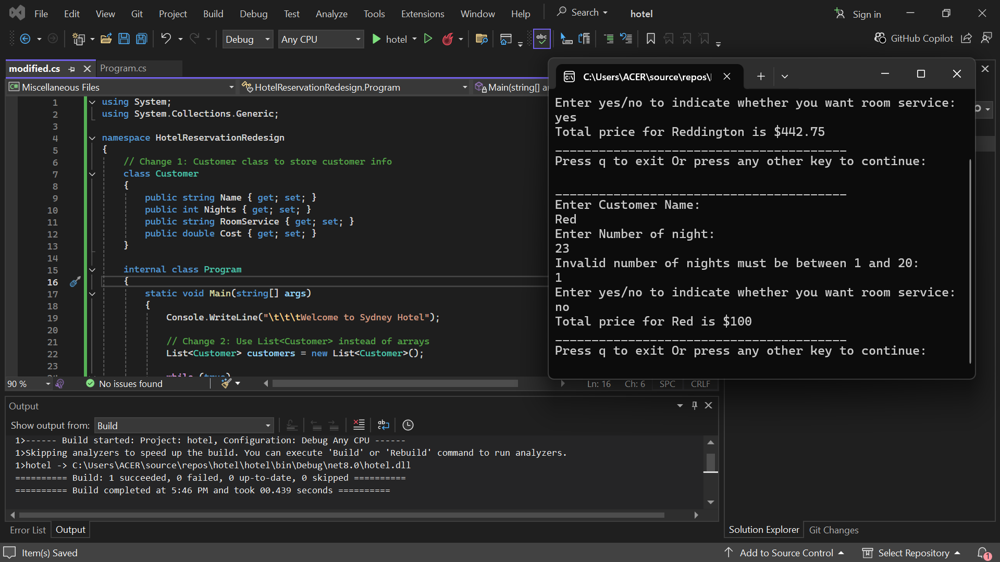 File Edit View Git Project Build Debug Test Analyze Tools Extensions Window Help Search hotel Sign in
Debug Any CPU hotel abc GitHub Copilot
modified.cs Program.cs
C# Miscellaneous Files HotelReservationRedesign.Program Main(string[] ar
1 using System;
2 using System.Collections.Generic;
3
4 namespace HotelReservationRedesign
5 {
6 // Change 1: Customer class to store customer info
7 class Customer
8 {
9 public string Name { get; set; }
10 public int Nights { get; set; }
11 public string RoomService { get; set; }
12 public double Cost { get; set; }
13 }
14
15 internal class Program
16 {
17 static void Main(string[] args)
18 {
19 Console.WriteLine("\t\t\tWelcome to Sydney Hotel");
20
21 // Change 2: Use List<Customer> instead of arrays
22 List<Customer> customers = new List<Customer>();
23
24 while (true)
90 % No issues found Ln: 16 Ch: 6 SPC CRLF
C:\Users\ACER\source\repos\
Enter yes/no to indicate whether you want room service:
yes
Total price for Reddington is $442.75
________________________________________
Press q to exit Or press any other key to continue:
________________________________________
Enter Customer Name:
Red
Enter Number of night:
23
Invalid number of nights must be between 1 and 20:
1
Enter yes/no to indicate whether you want room service:
no
Total price for Red is $100
________________________________________
Press q to exit Or press any other key to continue:
Output
Show output from: Build
1>------ Build started: Project: hotel, Configuration: Debug Any CPU ------
1>Skipping analyzers to speed up the build. You can execute 'Build' or 'Rebuild' command to run analyzers.
1>hotel -> C:\Users\ACER\source\repos\hotel\hotel\bin\Debug\net8.0\hotel.dll
========== Build: 1 succeeded, 0 failed, 0 up-to-date, 0 skipped ==========
========== Build completed at 5:46 PM and took 00.439 seconds ==========
Error List Output Solution Explorer Git Changes
Item(s) Saved Add to Source Control Select Repository 1